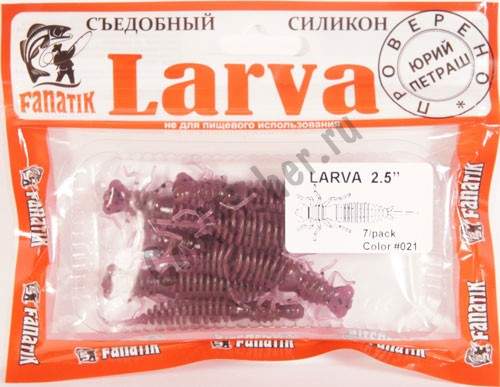 СЪЕДОБНЫЙ СИЛИКОН
FANATIK
Larva
ПРОВЕРЕНО
ЮРИЙ
ПЕТРАШ
не для пищевого использования
LARVA 2.5”
7/pack
Color #021
FANATIK
FANATIK
FANATIK
FANATIK